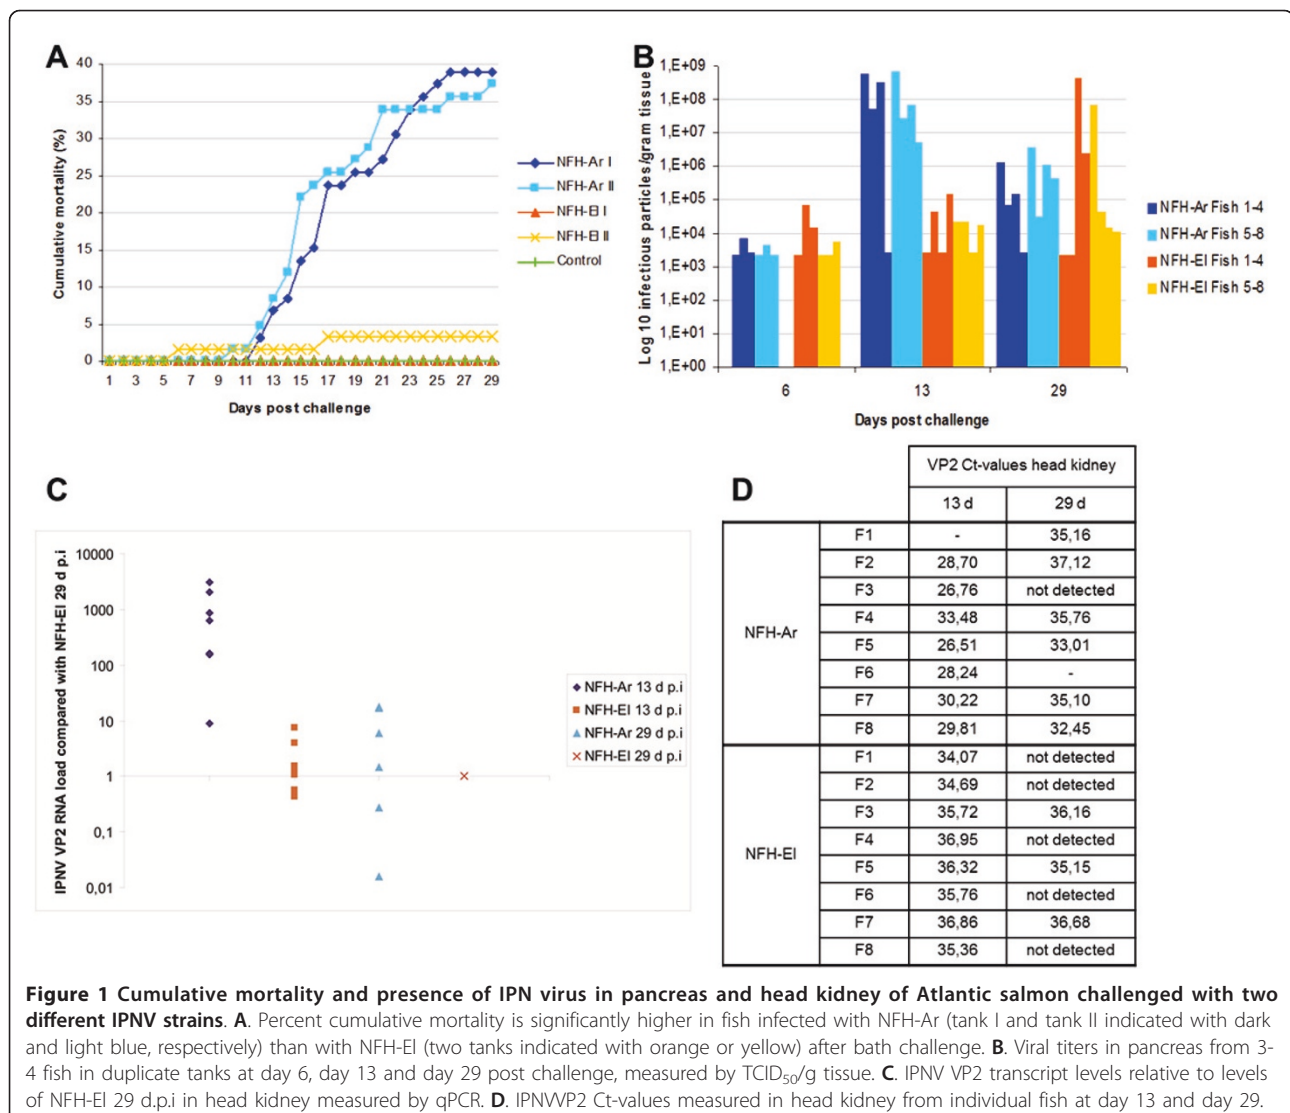 A
Cumulative mortality (%)
40
35
30
25
20
15
10
5
0
1 3 5 7 9 11 13 15 17 19 21 23 25 27 29
Days post challenge
NFH-Ar I
NFH-Ar II
NFH-El I
NFH-El II
Control
B
Log 10 infectious particles/gram tissue
1,E+09
1,E+08
1,E+07
1,E+06
1,E+05
1,E+04
1,E+03
1,E+02
1,E+01
1,E+00
6 13 29
Days post challenge
NFH-Ar Fish 1-4
NFH-Ar Fish 5-8
NFH-El Fish 1-4
NFH-El Fish 5-8
C
IPNV VP2 RNA load compared with NFH-El 29 d p.i
10000
1000
100
10
1
0,1
0,01
NFH-Ar 13 d p.i
NFH-El 13 d p.i
NFH-Ar 29 d p.i
NFH-El 29 d p.i
D
VP2 Ct-values head kidney
13 d 29 d
NFH-Ar
F1 - 35,16
F2 28,70 37,12
F3 26,76 not detected
F4 33,48 35,76
F5 26,51 33,01
F6 28,24 -
F7 30,22 35,10
F8 29,81 32,45
NFH-El
F1 34,07 not detected
F2 34,69 not detected
F3 35,72 36,16
F4 36,95 not detected
F5 36,32 35,15
F6 35,76 not detected
F7 36,86 36,68
F8 35,36 not detected
Figure 1 Cumulative mortality and presence of IPN virus in pancreas and head kidney of Atlantic salmon challenged with two
different IPNV strains. A. Percent cumulative mortality is significantly higher in fish infected with NFH-Ar (tank I and tank II indicated with dark
and light blue, respectively) than with NFH-El (two tanks indicated with orange or yellow) after bath challenge. B. Viral titers in pancreas from 3-
4 fish in duplicate tanks at day 6, day 13 and day 29 post challenge, measured by TCID50/g tissue. C. IPNV VP2 transcript levels relative to levels
of NFH-El 29 d.p.i in head kidney measured by qPCR. D. IPNVVP2 Ct-values measured in head kidney from individual fish at day 13 and day 29.